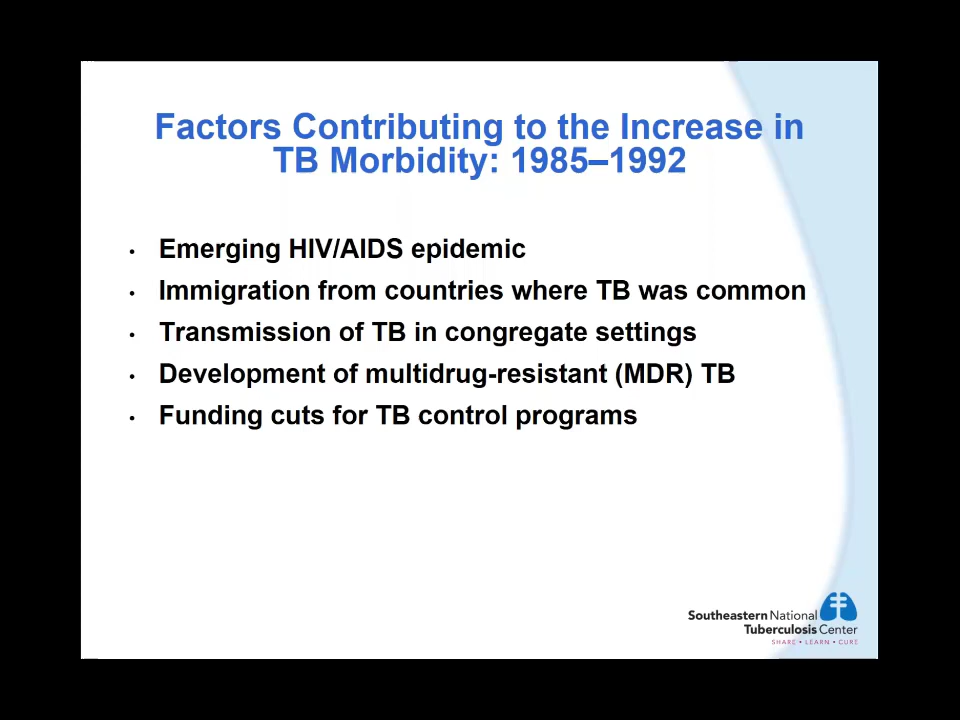 Factors Contributing to the Increase in
TB Morbidity: 1985–1992
• Emerging HIV/AIDS epidemic
• Immigration from countries where TB was common
• Transmission of TB in congregate settings
• Development of multidrug-resistant (MDR) TB
• Funding cuts for TB control programs
Southeastern National
Tuberculosis Center
SHARE • LEARN • CURE